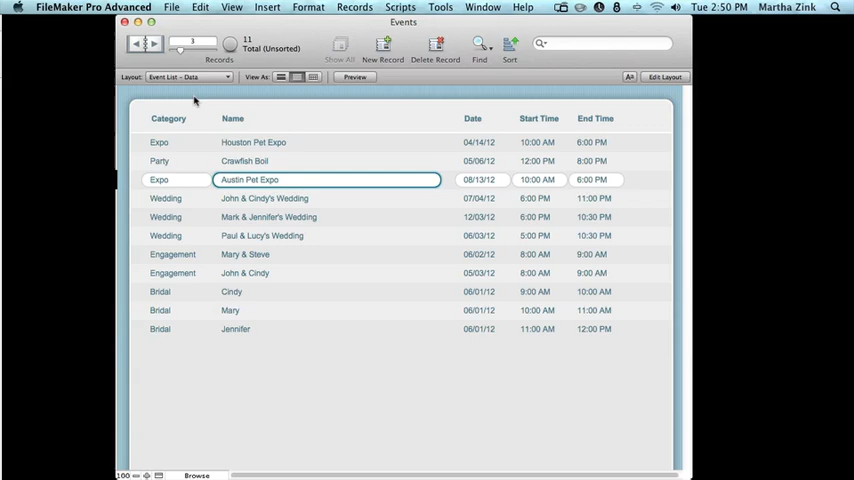 FileMaker Pro Advanced File Edit View Insert Format Records Scripts Tools Window Help Tue 2:50 PM Martha Zink
Events
3
11
Total (Unsorted)
Records
Show All New Record Delete Record Find Sort
Layout: Event List - Data View As: Preview Aa Edit Layout
Category Name Date Start Time End Time
Expo Houston Pet Expo 04/14/12 10:00 AM 6:00 PM
Party Crawfish Boil 05/06/12 12:00 PM 8:00 PM
Expo Austin Pet Expo 08/13/12 10:00 AM 6:00 PM
Wedding John & Cindy's Wedding 07/04/12 6:00 PM 11:00 PM
Wedding Mark & Jennifer's Wedding 12/03/12 6:00 PM 10:30 PM
Wedding Paul & Lucy's Wedding 06/03/12 5:00 PM 10:30 PM
Engagement Mary & Steve 06/02/12 8:00 AM 9:00 AM
Engagement John & Cindy 05/03/12 8:00 AM 9:00 AM
Bridal Cindy 06/01/12 9:00 AM 10:00 AM
Bridal Mary 06/01/12 10:00 AM 11:00 AM
Bridal Jennifer 06/01/12 11:00 AM 12:00 PM
100 Browse